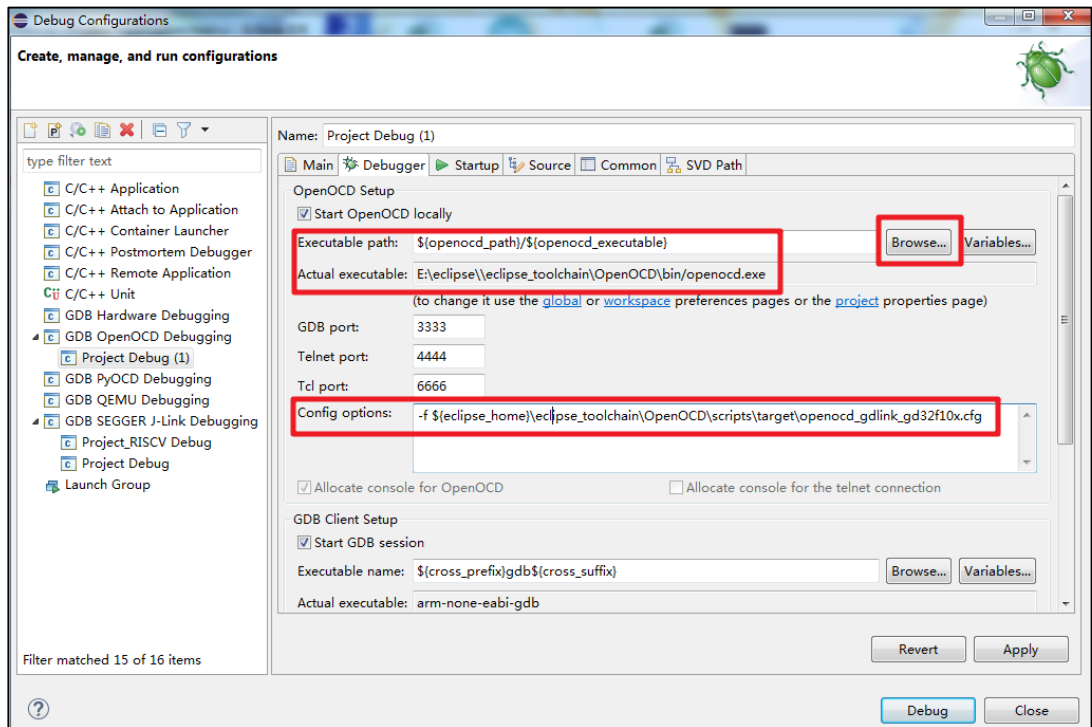 Debug Configurations
Create, manage, and run configurations
type filter text
C/C++ Application
C/C++ Attach to Application
C/C++ Container Launcher
C/C++ Postmortem Debugger
C/C++ Remote Application
C/C++ Unit
GDB Hardware Debugging
GDB OpenOCD Debugging
Project Debug (1)
GDB PyOCD Debugging
GDB QEMU Debugging
GDB SEGGER J-Link Debugging
Project_RISCV Debug
Project Debug
Launch Group
Filter matched 15 of 16 items
Name: Project Debug (1)
Main Debugger Startup Source Common SVD Path
OpenOCD Setup
Start OpenOCD locally
Executable path: ${openocd_path}/${openocd_executable} Browse... Variables...
Actual executable: E:\eclipse\\eclipse_toolchain\OpenOCD\bin/openocd.exe
(to change it use the global or workspace preferences pages or the project properties page)
GDB port: 3333
Telnet port: 4444
Tcl port: 6666
Config options: -f ${eclipse_home}\eclipse_toolchain\OpenOCD\scripts\target\openocd_gdlink_gd32f10x.cfg
Allocate console for OpenOCD Allocate console for the telnet connection
GDB Client Setup
Start GDB session
Executable name: ${cross_prefix}gdb${cross_suffix} Browse... Variables...
Actual executable: arm-none-eabi-gdb
Revert Apply
Debug Close